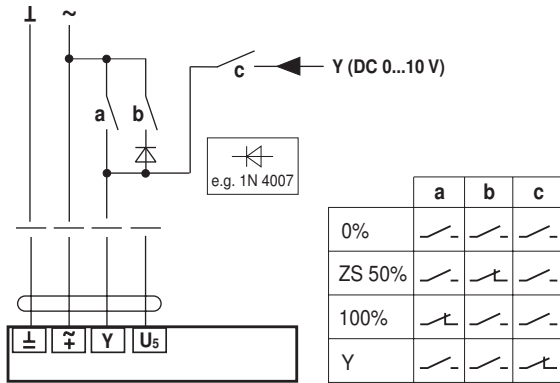 ⊥ ~
c
Y (DC 0...10 V)
a b
e.g. 1N 4007
a b c
0%
ZS 50%
100%
Y
⊥ ~ + Y U5